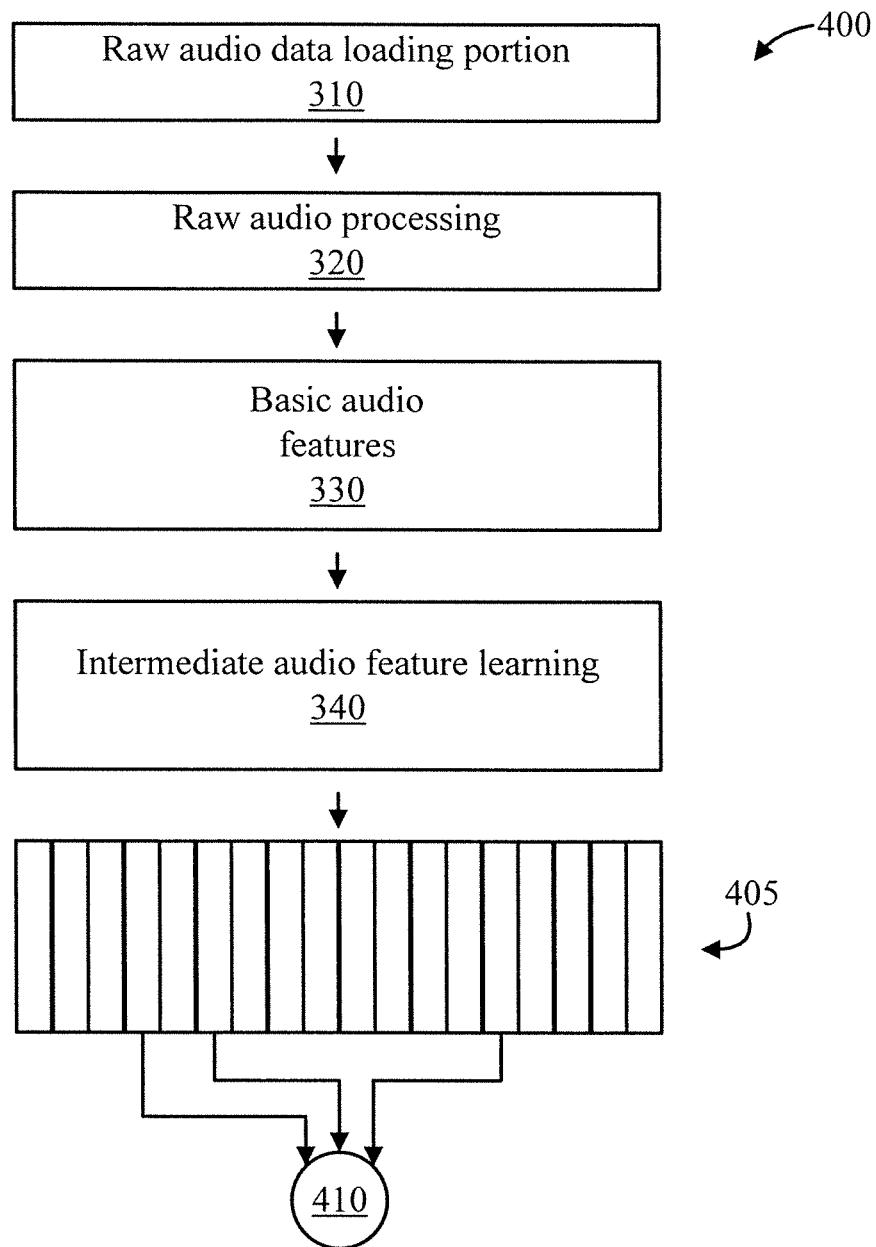 400
Raw audio data loading portion
310
Raw audio processing
320
Basic audio
features
330
Intermediate audio feature learning
340
405
410